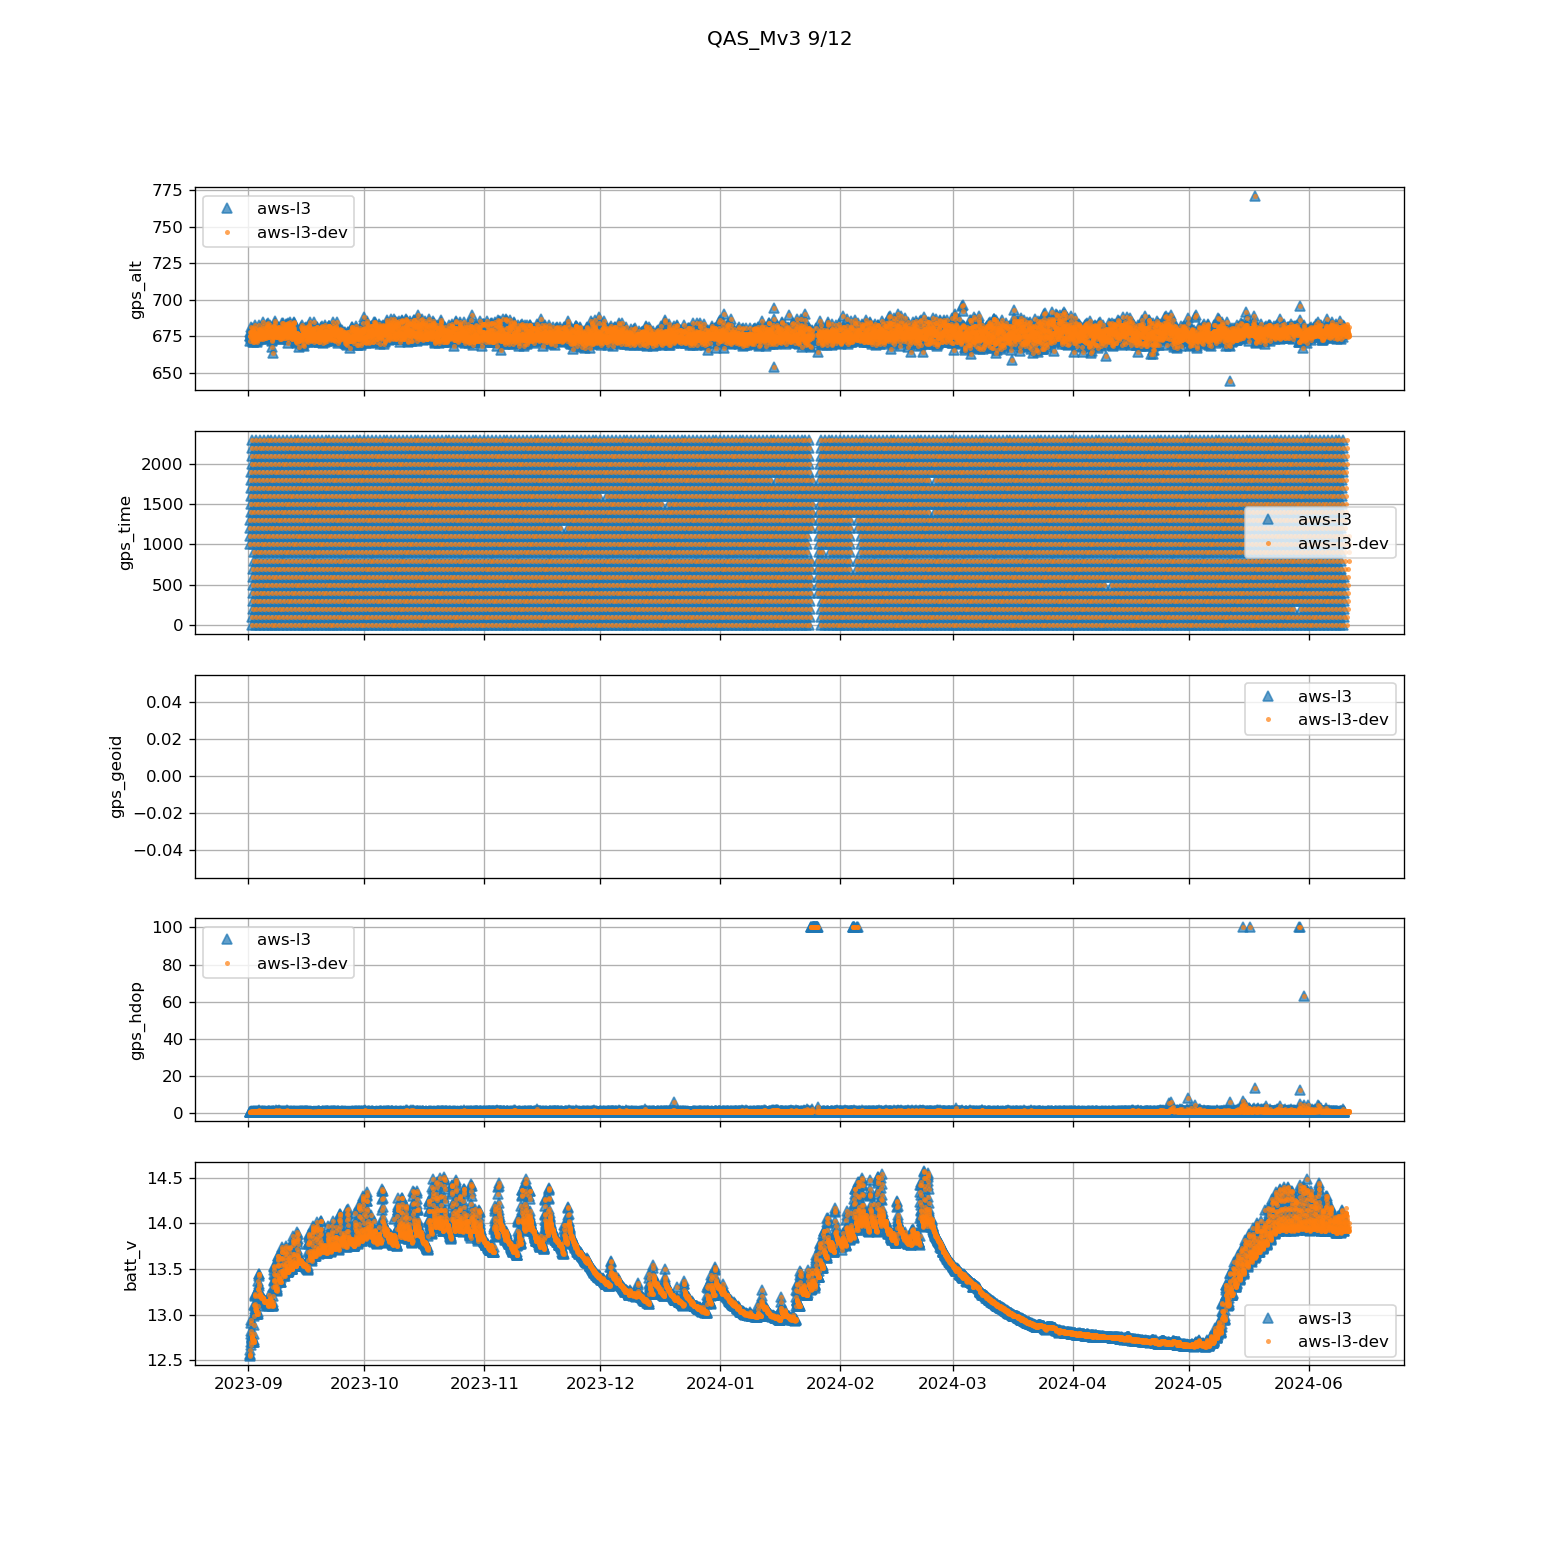 QAS_Mv3 9/12
775
750
725
700
675
650
gps_alt
aws-l3
aws-l3-dev
2000
1500
1000
500
0
gps_time
aws-l3
aws-l3-dev
0.04
0.02
0.00
−0.02
−0.04
gps_geoid
aws-l3
aws-l3-dev
100
80
60
40
20
0
gps_hdop
aws-l3
aws-l3-dev
14.5
14.0
13.5
13.0
12.5
batt_v
aws-l3
aws-l3-dev
2023-09 2023-10 2023-11 2023-12 2024-01 2024-02 2024-03 2024-04 2024-05 2024-06